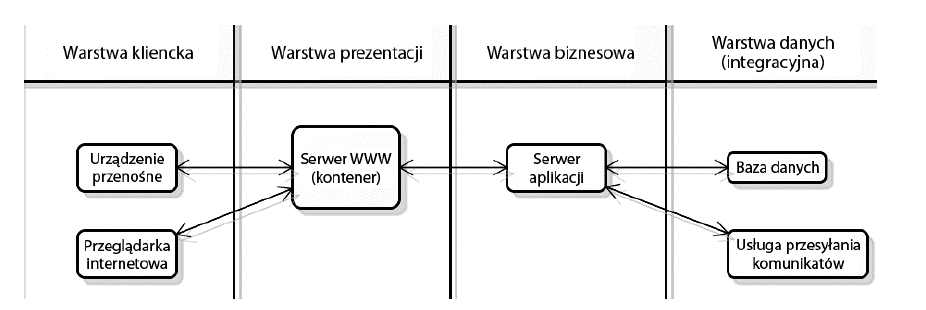 Warstwa kliencka
Warstwa prezentacji
Warstwa biznesowa
Warstwa danych
(integracyjna)
Urządzenie
przenośne
Serwer WWW
(kontener)
Serwer
aplikacji
Baza danych
Przeglądarka
internetowa
Usługa przesyłania
komunikatów